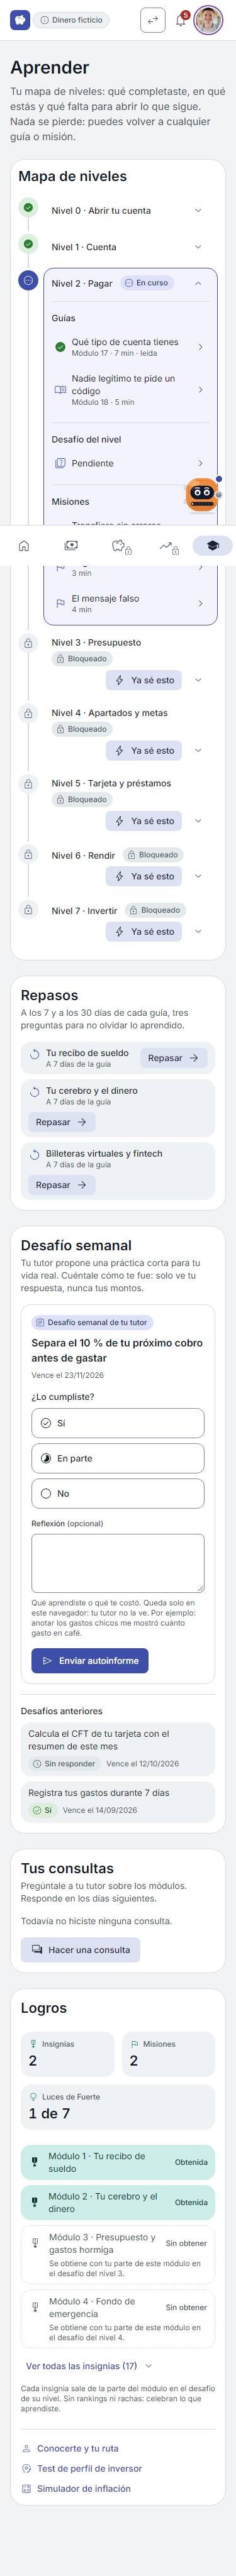 Dinero ficticio
5
Aprender
Tu mapa de niveles: qué completaste, en qué
estás y qué falta para abrir lo que sigue.
Nada se pierde: puedes volver a cualquier
guía o misión.
Mapa de niveles
Nivel 0 · Abrir tu cuenta
Nivel 1 · Cuenta
Nivel 2 · Pagar
En curso
Guías
Qué tipo de cuenta tienes
Módulo 17 · 7 min · leída
Nadie legítimo te pide un
código
Módulo 18 · 5 min
Desafío del nivel
Pendiente
Misiones
3 min
El mensaje falso
4 min
Nivel 3 · Presupuesto
Bloqueado
Ya sé esto
Nivel 4 · Apartados y metas
Bloqueado
Ya sé esto
Nivel 5 · Tarjeta y préstamos
Bloqueado
Ya sé esto
Nivel 6 · Rendir
Bloqueado
Ya sé esto
Nivel 7 · Invertir
Bloqueado
Ya sé esto
Repasos
A los 7 y a los 30 días de cada guía, tres
preguntas para no olvidar lo aprendido.
Tu recibo de sueldo
A 7 días de la guía
Repasar
Tu cerebro y el dinero
A 7 días de la guía
Repasar
Billeteras virtuales y fintech
A 7 días de la guía
Repasar
Desafío semanal
Tu tutor propone una práctica corta para tu
vida real. Cuéntale cómo te fue: solo ve tu
respuesta, nunca tus montos.
Desafío semanal de tu tutor
Separa el 10 % de tu próximo cobro
antes de gastar
Vence el 23/11/2026
¿Lo cumpliste?
Sí
En parte
No
Reflexión (opcional)
Qué aprendiste o qué te costó. Queda solo en
este navegador: tu tutor no la ve. Por ejemplo:
anotar los gastos chicos me mostró cuánto
gasto en café.
Enviar autoinforme
Desafíos anteriores
Calcula el CFT de tu tarjeta con el
resumen de este mes
Sin responder
Vence el 12/10/2026
Registra tus gastos durante 7 días
Sí
Vence el 14/09/2026
Tus consultas
Pregúntale a tu tutor sobre los módulos.
Responde en los días siguientes.
Todavía no hiciste ninguna consulta.
Hacer una consulta
Logros
Insignias
2
Misiones
2
Luces de Fuerte
1 de 7
Módulo 1 · Tu recibo de
sueldo
Obtenida
Módulo 2 · Tu cerebro y el
dinero
Obtenida
Módulo 3 · Presupuesto y
gastos hormiga
Sin obtener
Se obtiene con tu parte de este módulo en
el desafío del nivel 3.
Módulo 4 · Fondo de
emergencia
Sin obtener
Se obtiene con tu parte de este módulo en
el desafío del nivel 4.
Ver todas las insignias (17)
Cada insignia sale de la parte del módulo en el desafío
de su nivel. Sin rankings ni rachas: celebran lo que
aprendiste.
Conocerte y tu ruta
Test de perfil de inversor
Simulador de inflación